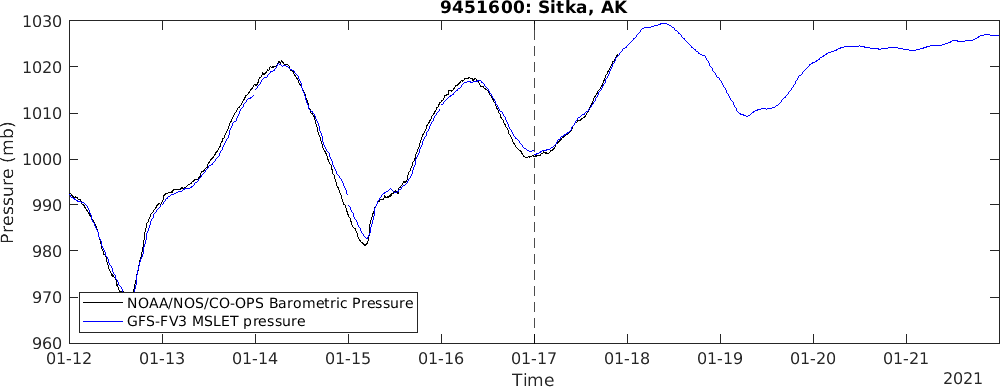 9451600: Sitka, AK
Pressure (mb)
1030
1020
1010
1000
990
980
970
960
NOAA/NOS/CO-OPS Barometric Pressure
GFS-FV3 MSLET pressure
01-12 01-13 01-14 01-15 01-16 01-17 01-18 01-19 01-20 01-21
Time
2021